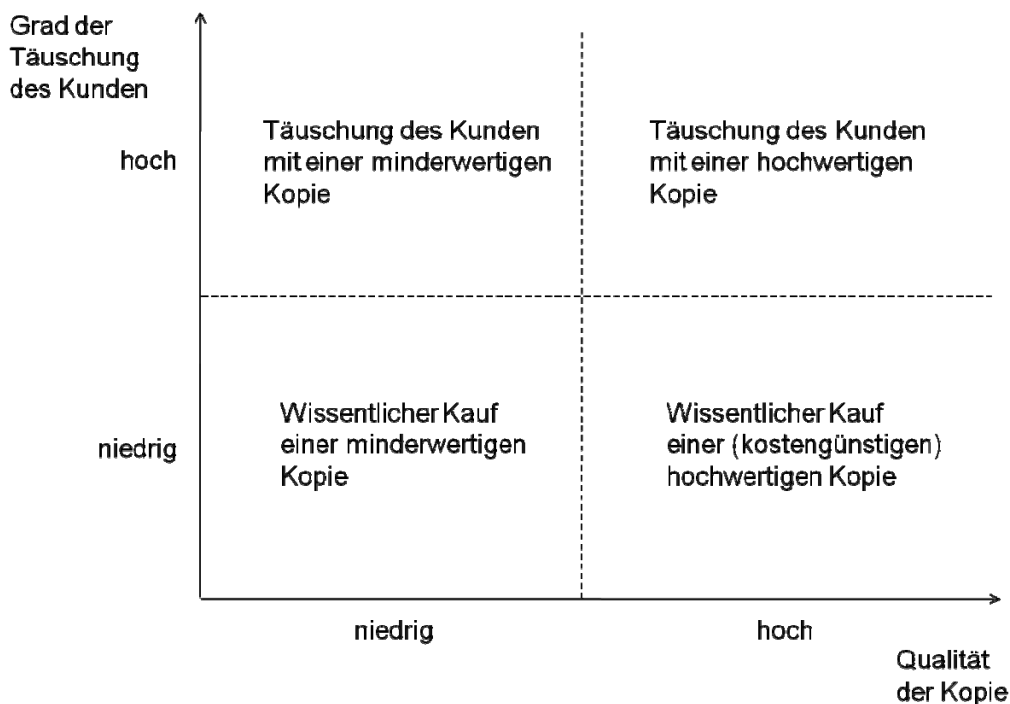 Grad der
Täuschung
des Kunden
hoch
Täuschung des Kunden
mit einer minderwertigen
Kopie
Täuschung des Kunden
mit einer hochwertigen
Kopie
niedrig
Wissentlicher Kauf
einer minderwertigen
Kopie
Wissentlicher Kauf
einer (kostengünstigen)
hochwertigen Kopie
niedrig
hoch
Qualität
der Kopie